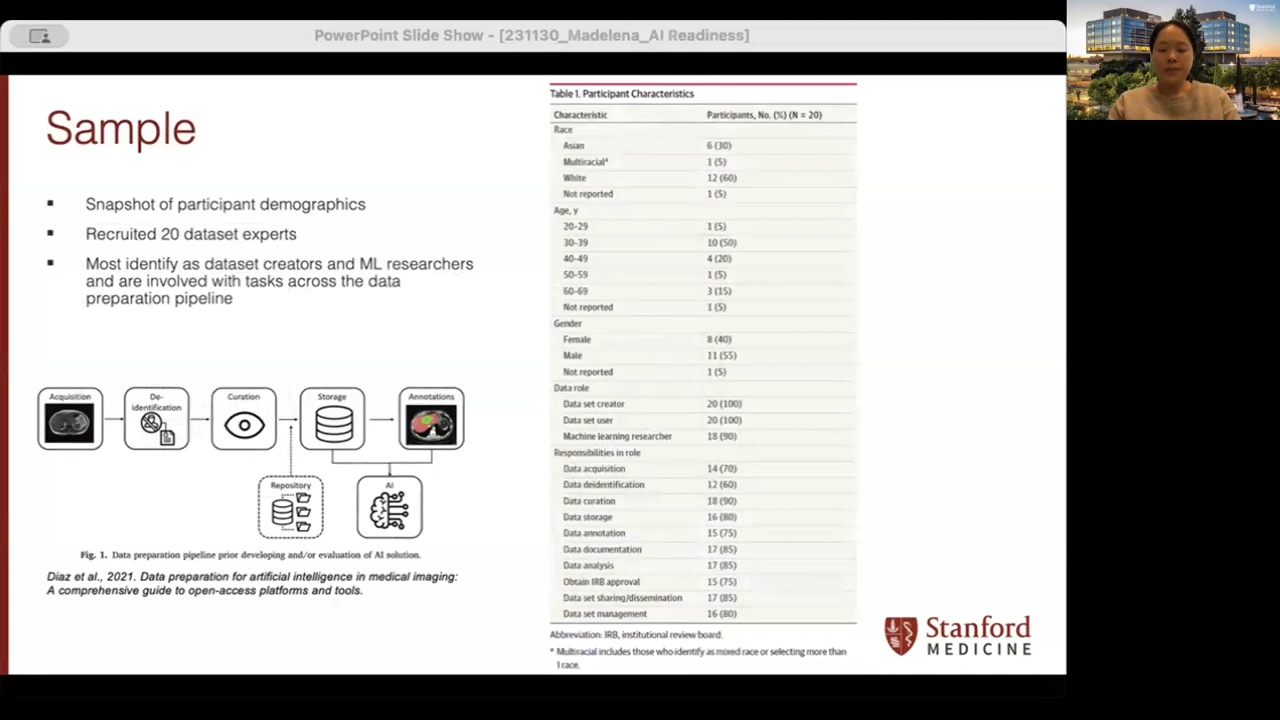 PowerPoint Slide Show - [231130_Madelena_AI Readiness]
Sample
▪ Snapshot of participant demographics
▪ Recruited 20 dataset experts
▪ Most identify as dataset creators and ML researchers
and are involved with tasks across the data
preparation pipeline
Acquisition
De-
identification
Curation
Storage
Annotations
Repository
AI
Fig. 1. Data preparation pipeline prior developing and/or evaluation of AI solution.
Diaz et al., 2021. Data preparation for artificial intelligence in medical imaging:
A comprehensive guide to open-access platforms and tools.
Table 1. Participant Characteristics
Characteristic Participants, No. (%) (N = 20)
Race
Asian 6 (30)
Multiracialª 1 (5)
White 12 (60)
Not reported 1 (5)
Age, y
20-29 1 (5)
30-39 10 (50)
40-49 4 (20)
50-59 1 (5)
60-69 3 (15)
Not reported 1 (5)
Gender
Female 8 (40)
Male 11 (55)
Not reported 1 (5)
Data role
Data set creator 20 (100)
Data set user 20 (100)
Machine learning researcher 18 (90)
Responsibilities in role
Data acquisition 14 (70)
Data deidentification 12 (60)
Data curation 18 (90)
Data storage 16 (80)
Data annotation 15 (75)
Data documentation 17 (85)
Data analysis 17 (85)
Obtain IRB approval 15 (75)
Data set sharing/dissemination 17 (85)
Data set management 16 (80)
Abbreviation: IRB, institutional review board.
ª Multiracial includes those who identify as mixed race or selecting more than
1 race.
Stanford
MEDICINE
Stanford
MEDICINE